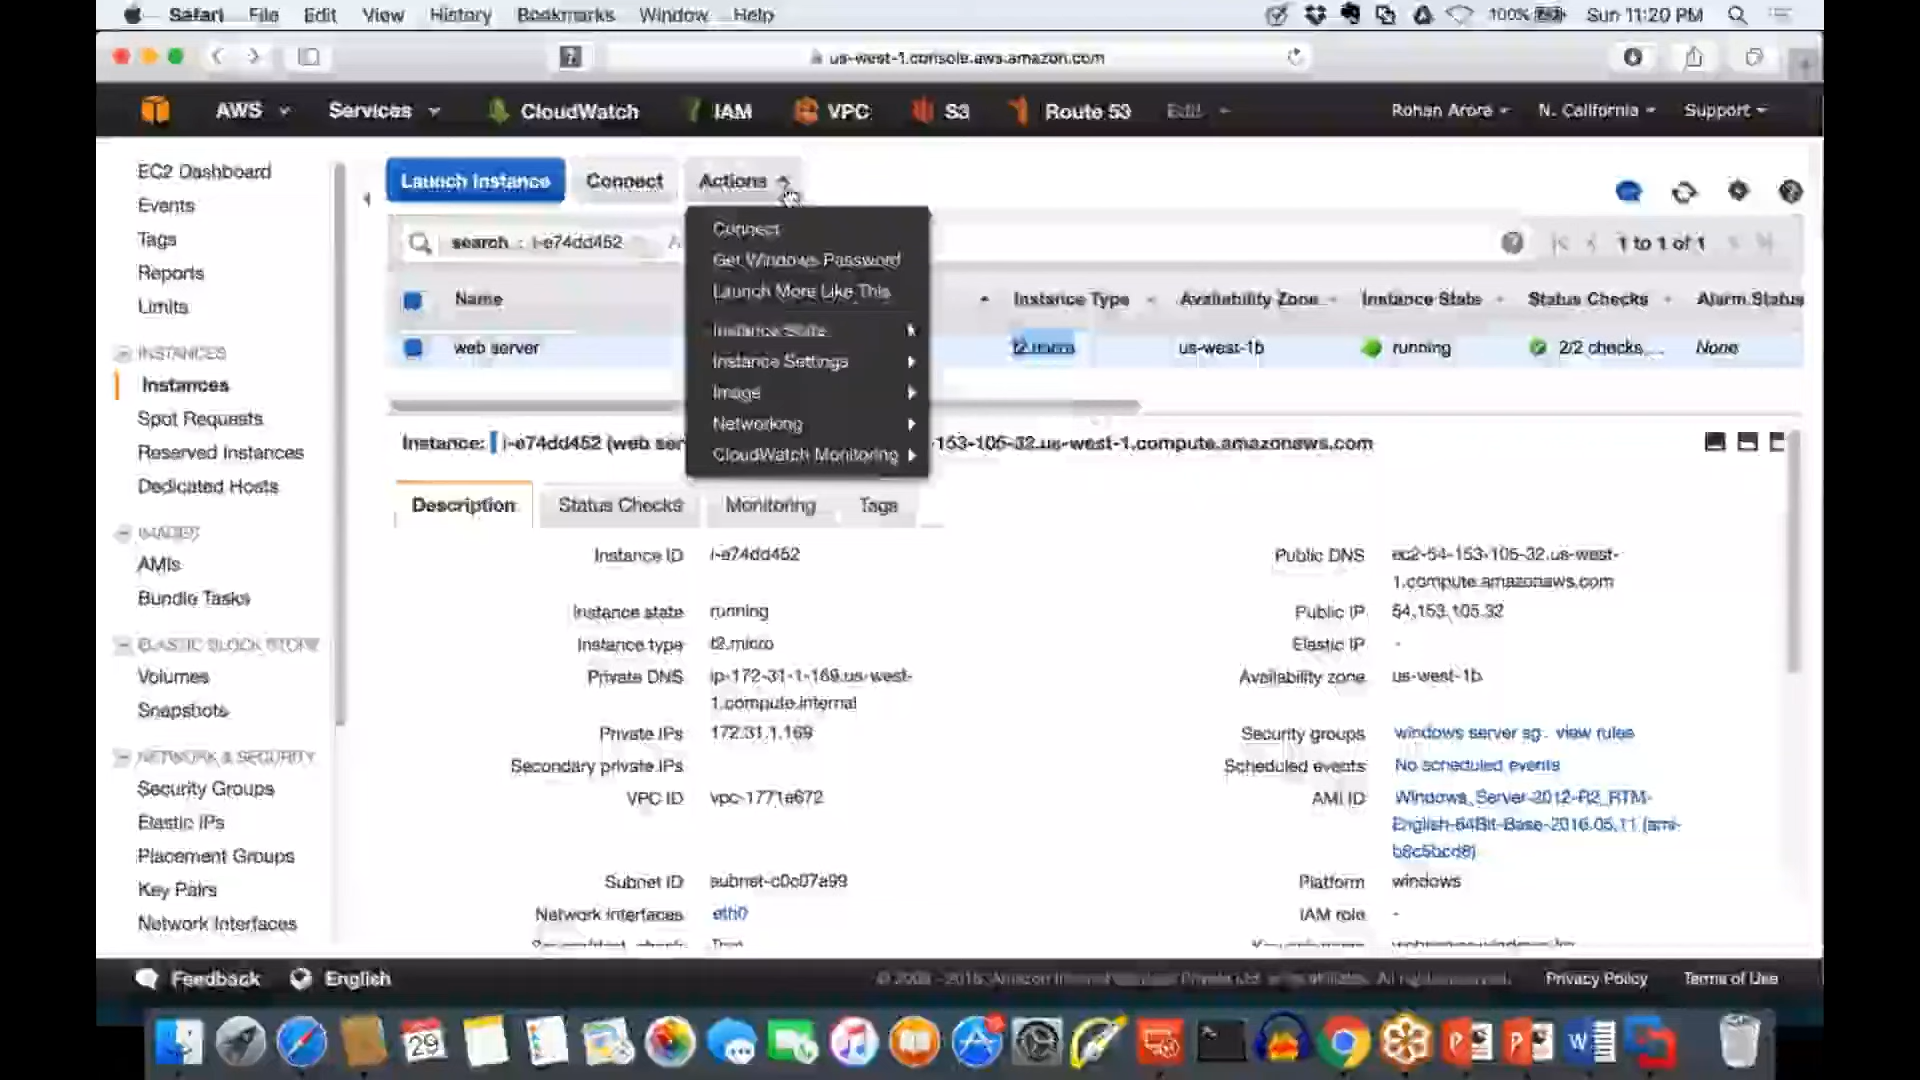 Safari File Edit View History Bookmarks Window Help 100% Sun 11:20 PM
us-west-1.console.aws.amazon.com
AWS Services CloudWatch IAM VPC S3 Route 53 Edit Rohan Arora N. California Support
EC2 Dashboard
Events
Tags
Reports
Limits
INSTANCES
Instances
Spot Requests
Reserved Instances
Dedicated Hosts
IMAGES
AMIs
Bundle Tasks
ELASTIC BLOCK STORE
Volumes
Snapshots
NETWORK & SECURITY
Security Groups
Elastic IPs
Placement Groups
Key Pairs
Network Interfaces
Launch Instance Connect Actions
Connect
Get Windows Password
Launch More Like This
Instance State
Instance Settings
Image
Networking
CloudWatch Monitoring
search : i-e74dd452
1 to 1 of 1
Name Instance Type Availability Zone Instance State Status Checks Alarm Status
web server t2.micro us-west-1b running 2/2 checks ... None
Instance: i-e74dd452 (web ser -153-105-32.us-west-1.compute.amazonaws.com
Description Status Checks Monitoring Tags
Instance ID i-e74dd452
Instance state running
Instance type t2.micro
Private DNS ip-172-31-1-169.us-west-
1.compute.internal
Private IPs 172.31.1.169
Secondary private IPs
VPC ID vpc-1771e672
Subnet ID subnet-c0c07a99
Network interfaces eth0
Public DNS ec2-54-153-105-32.us-west-
1.compute.amazonaws.com
Public IP 54.153.105.32
Elastic IP -
Availability zone us-west-1b
Security groups windows server sg. view rules
Scheduled events No scheduled events
AMI ID Windows_Server-2012-R2_RTM-
English-64Bit-Base-2016.05.11 (ami-
b8c5bcd8)
Platform windows
IAM role -
Feedback English
Privacy Policy Terms of Use
29